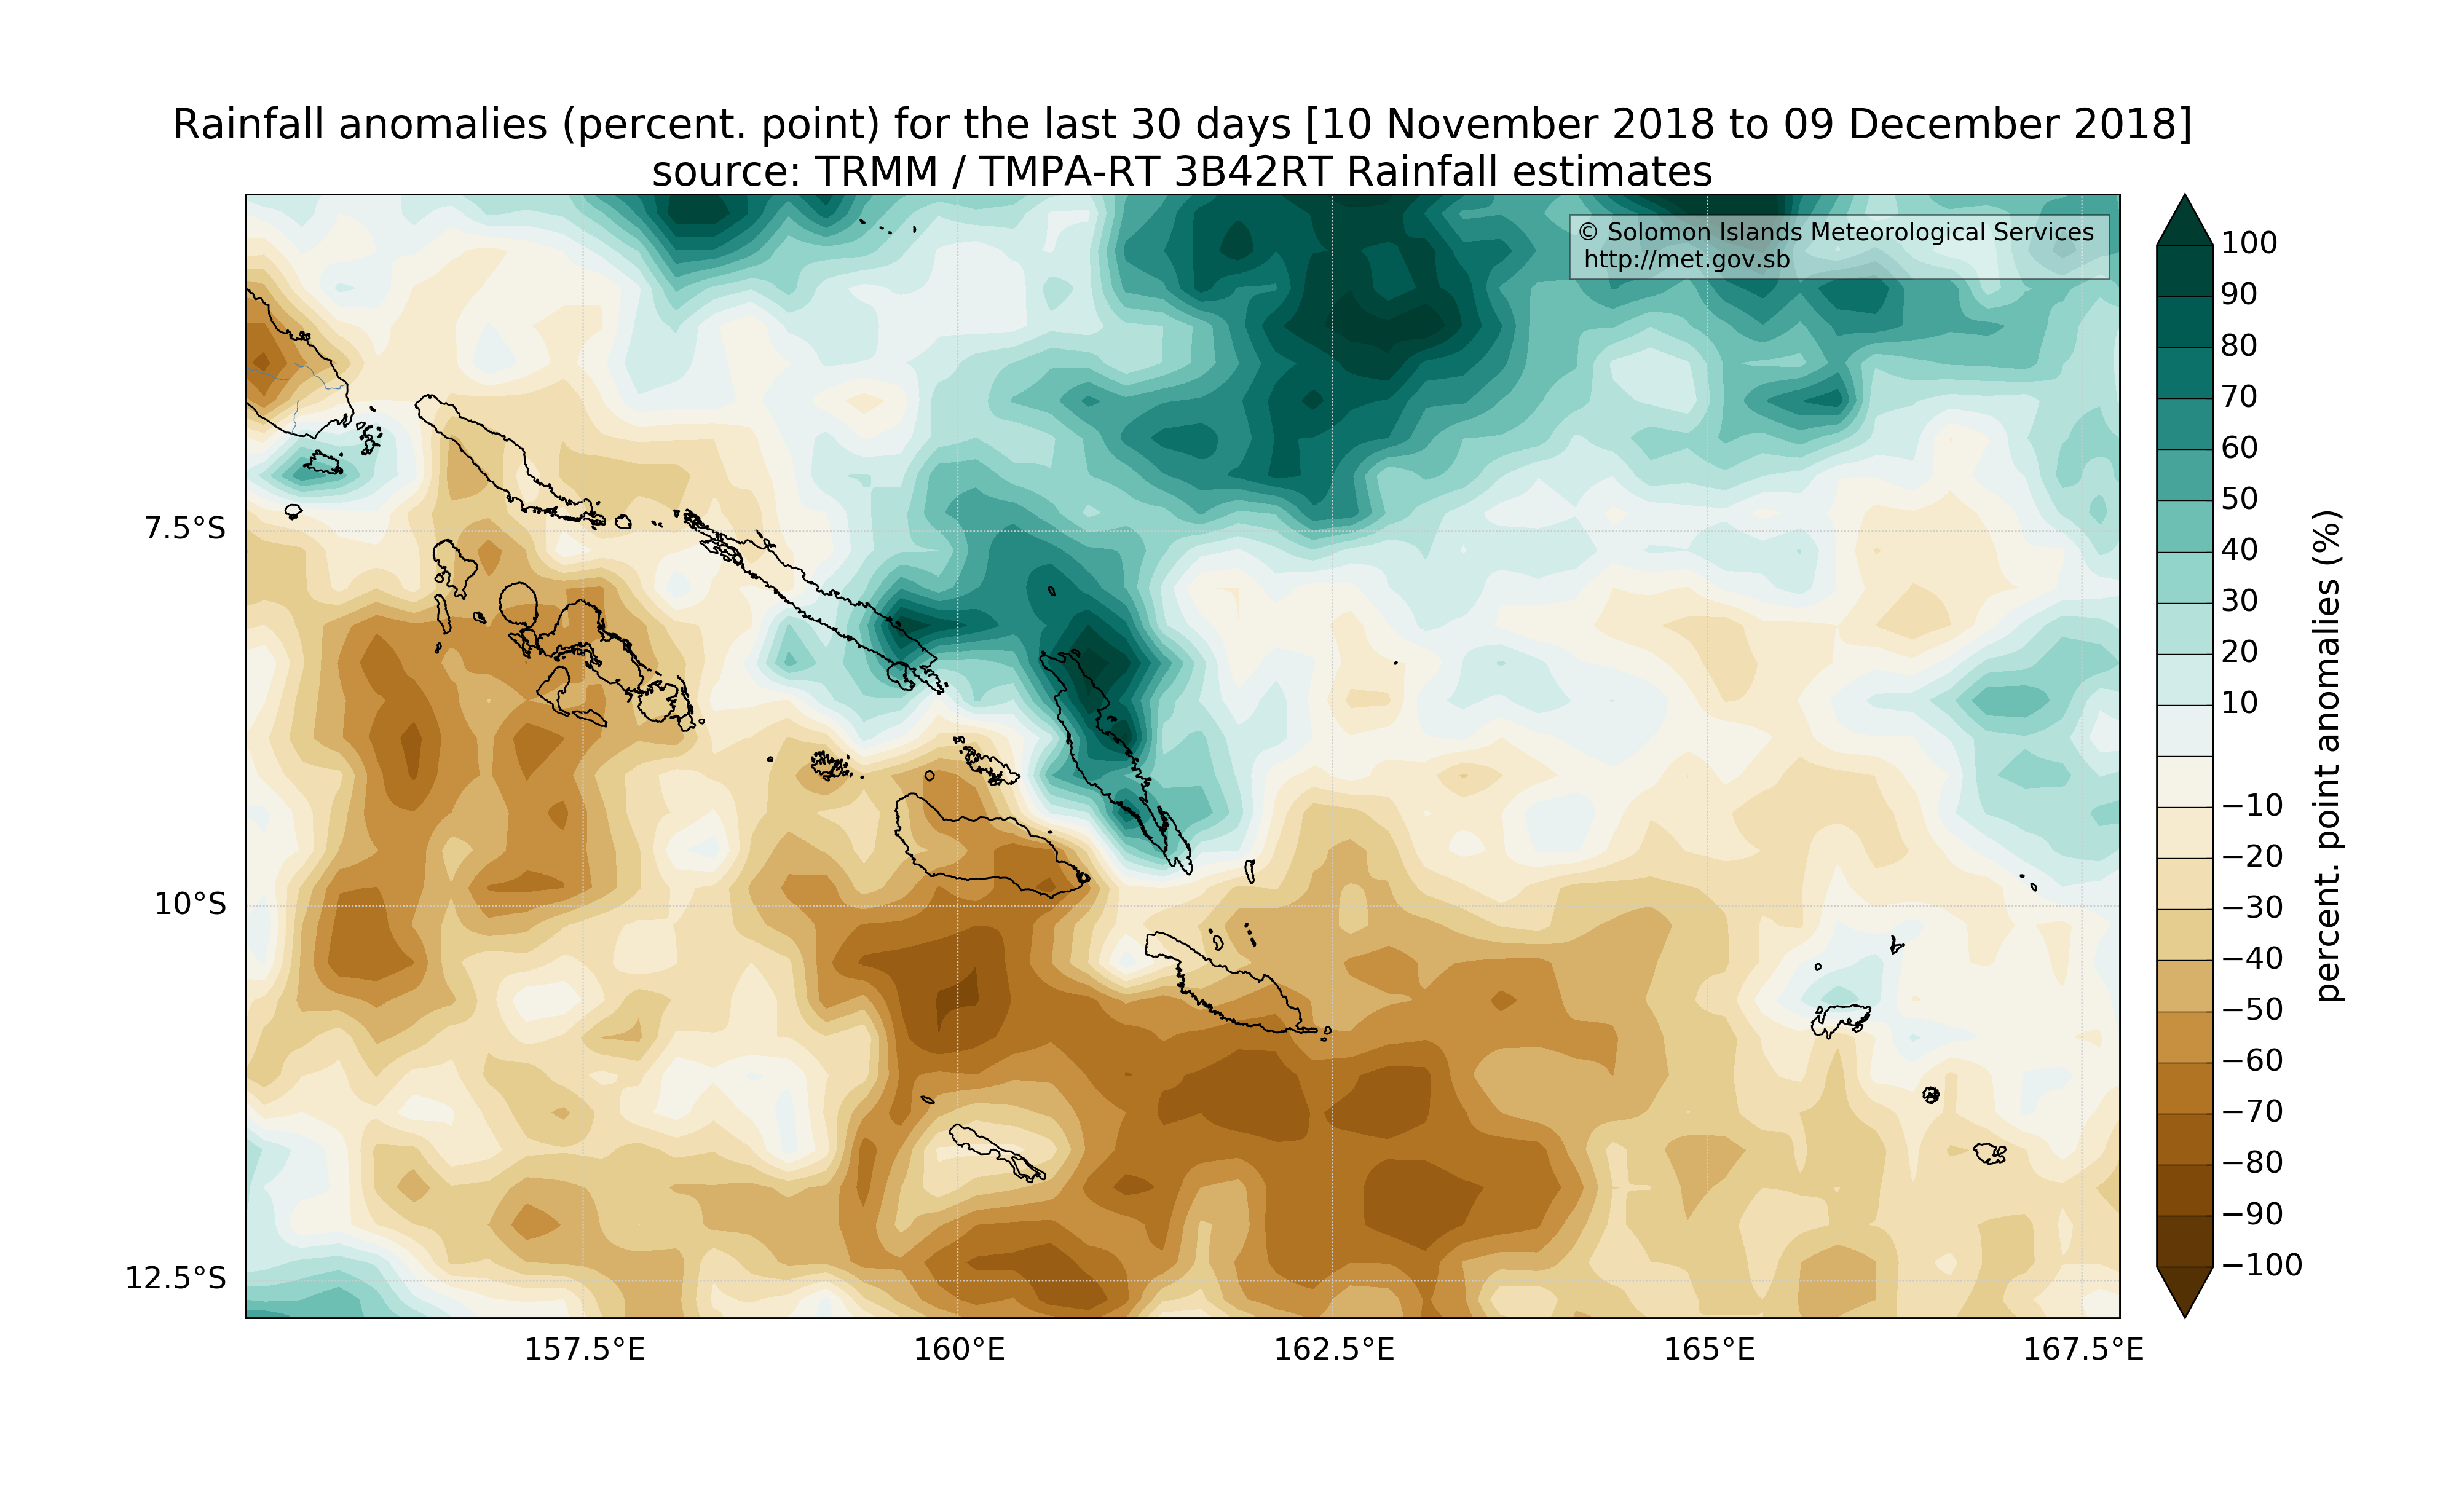 Rainfall anomalies (percent. point) for the last 30 days [10 November 2018 to 09 December 2018]
source: TRMM / TMPA-RT 3B42RT Rainfall estimates
© Solomon Islands Meteorological Services
http://met.gov.sb
7.5°S
10°S
12.5°S
157.5°E
160°E
162.5°E
165°E
167.5°E
100
90
80
70
60
50
40
30
20
10
−10
−20
−30
−40
−50
−60
−70
−80
−90
−100
percent. point anomalies (%)